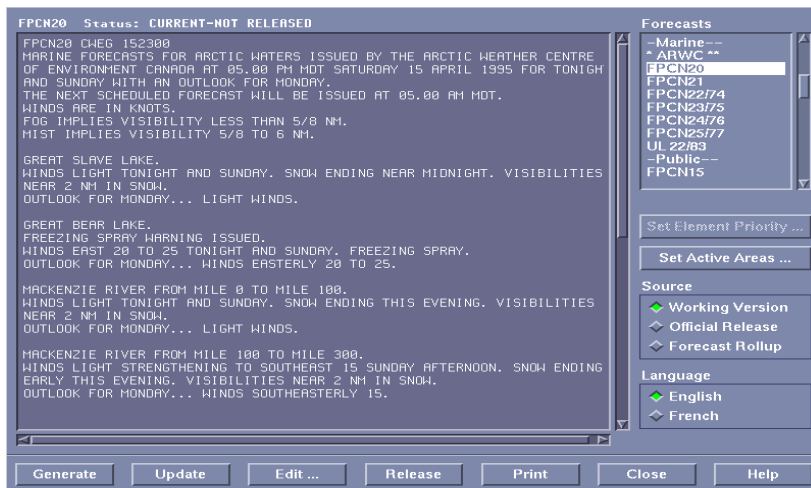 FPCN20 Status: CURRENT-NOT RELEASED
FPCN20 CWEG 152300
MARINE FORECASTS FOR ARCTIC WATERS ISSUED BY THE ARCTIC WEATHER CENTRE
OF ENVIRONMENT CANADA AT 05.00 PM MDT SATURDAY 15 APRIL 1995 FOR TONIGH
AND SUNDAY WITH AN OUTLOOK FOR MONDAY.
THE NEXT SCHEDULED FORECAST WILL BE ISSUED AT 05.00 AM MDT.
WINDS ARE IN KNOTS.
FOG IMPLIES VISIBILITY LESS THAN 5/8 NM.
MIST IMPLIES VISIBILITY 5/8 TO 6 NM.
GREAT SLAVE LAKE.
WINDS LIGHT TONIGHT AND SUNDAY. SNOW ENDING NEAR MIDNIGHT. VISIBILITIES
NEAR 2 NM IN SNOW.
OUTLOOK FOR MONDAY... LIGHT WINDS.
GREAT BEAR LAKE.
FREEZING SPRAY WARNING ISSUED.
WINDS EAST 20 TO 25 TONIGHT AND SUNDAY. FREEZING SPRAY.
OUTLOOK FOR MONDAY... WINDS EASTERLY 20 TO 25.
MACKENZIE RIVER FROM MILE 0 TO MILE 100.
WINDS LIGHT TONIGHT AND SUNDAY. SNOW ENDING THIS EVENING. VISIBILITIES
NEAR 2 NM IN SNOW.
OUTLOOK FOR MONDAY... LIGHT WINDS.
MACKENZIE RIVER FROM MILE 100 TO MILE 300.
WINDS LIGHT STRENGTHENING TO SOUTHEAST 15 SUNDAY AFTERNOON. SNOW ENDING
EARLY THIS EVENING. VISIBILITIES NEAR 2 NM IN SNOW.
OUTLOOK FOR MONDAY... WINDS SOUTHEASTERLY 15.
Forecasts
--Marine--
* ARWC **
FPCN20
FPCN21
FPCN22/74
FPCN23/75
FPCN24/76
FPCN25/77
UL 22/83
--Public--
FPCN15
Set Element Priority ...
Set Active Areas ...
Source
Working Version
Official Release
Forecast Rollup
Language
English
French
Generate
Update
Edit ...
Release
Print
Close
Help